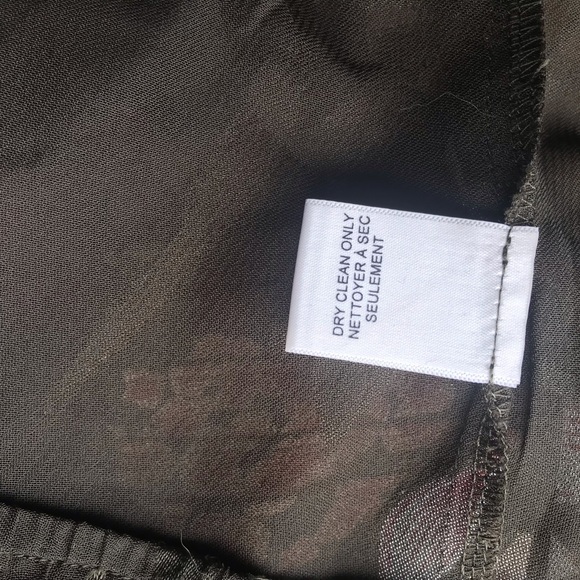 DRY CLEAN ONLY
NETTOYER À SEC
SEULEMENT